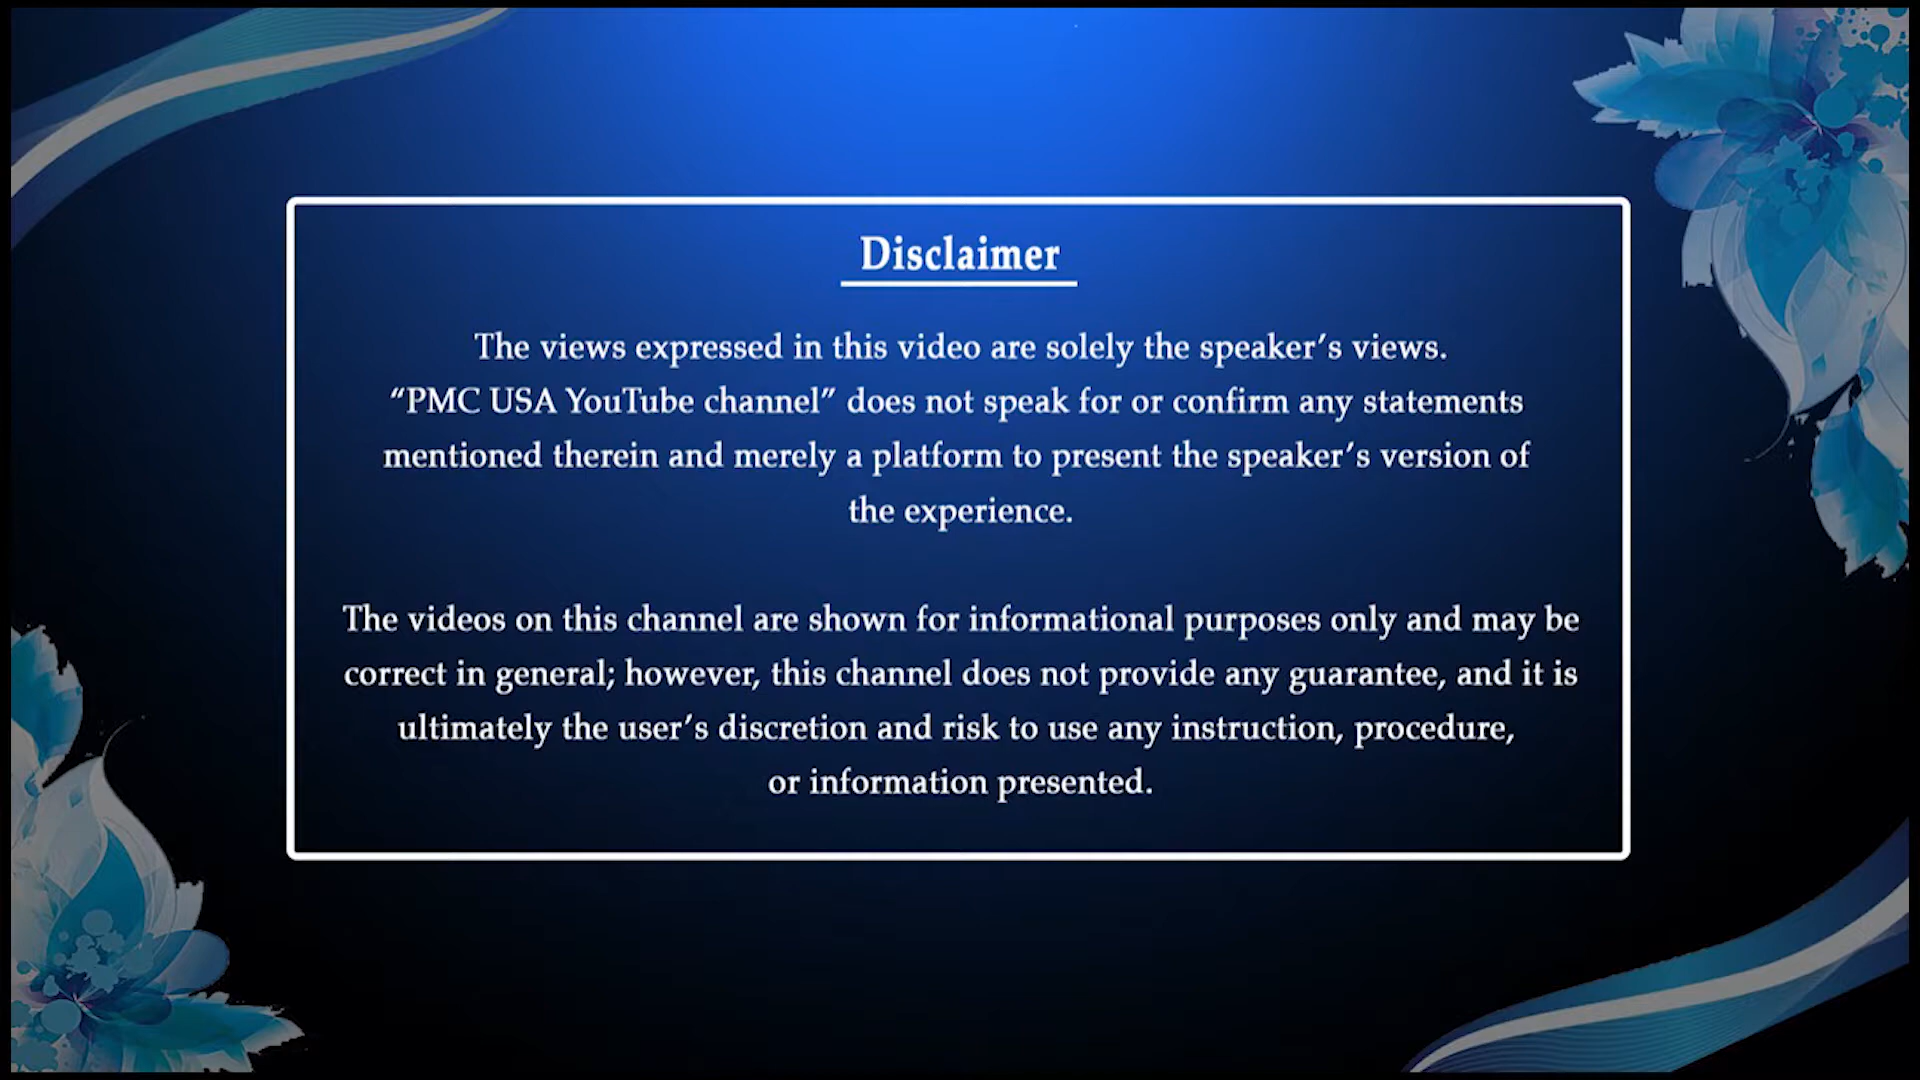 Disclaimer
The views expressed in this video are solely the speaker’s views.
“PMC USA YouTube channel” does not speak for or confirm any statements
mentioned therein and merely a platform to present the speaker’s version of
the experience.
The videos on this channel are shown for informational purposes only and may be
correct in general; however, this channel does not provide any guarantee, and it is
ultimately the user’s discretion and risk to use any instruction, procedure,
or information presented.